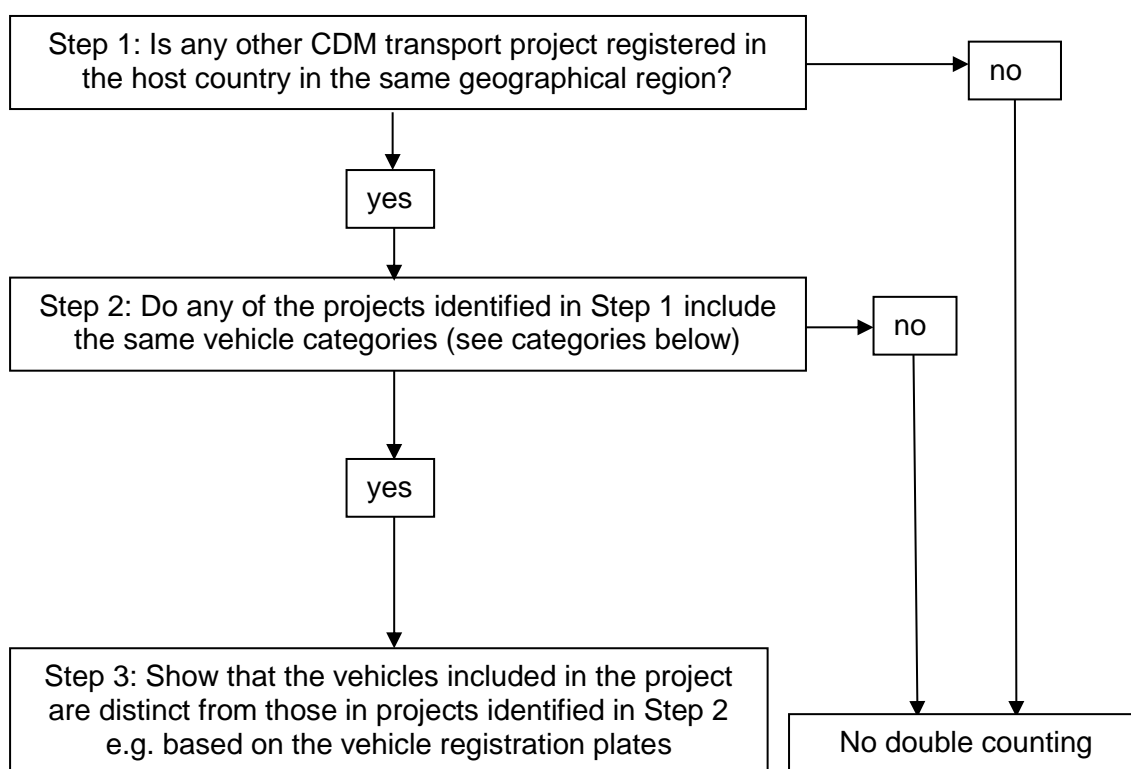 Step 1: Is any other CDM transport project registered in
the host country in the same geographical region?
no
yes
Step 2: Do any of the projects identified in Step 1 include
the same vehicle categories (see categories below)
no
yes
Step 3: Show that the vehicles included in the project
are distinct from those in projects identified in Step 2
e.g. based on the vehicle registration plates
No double counting